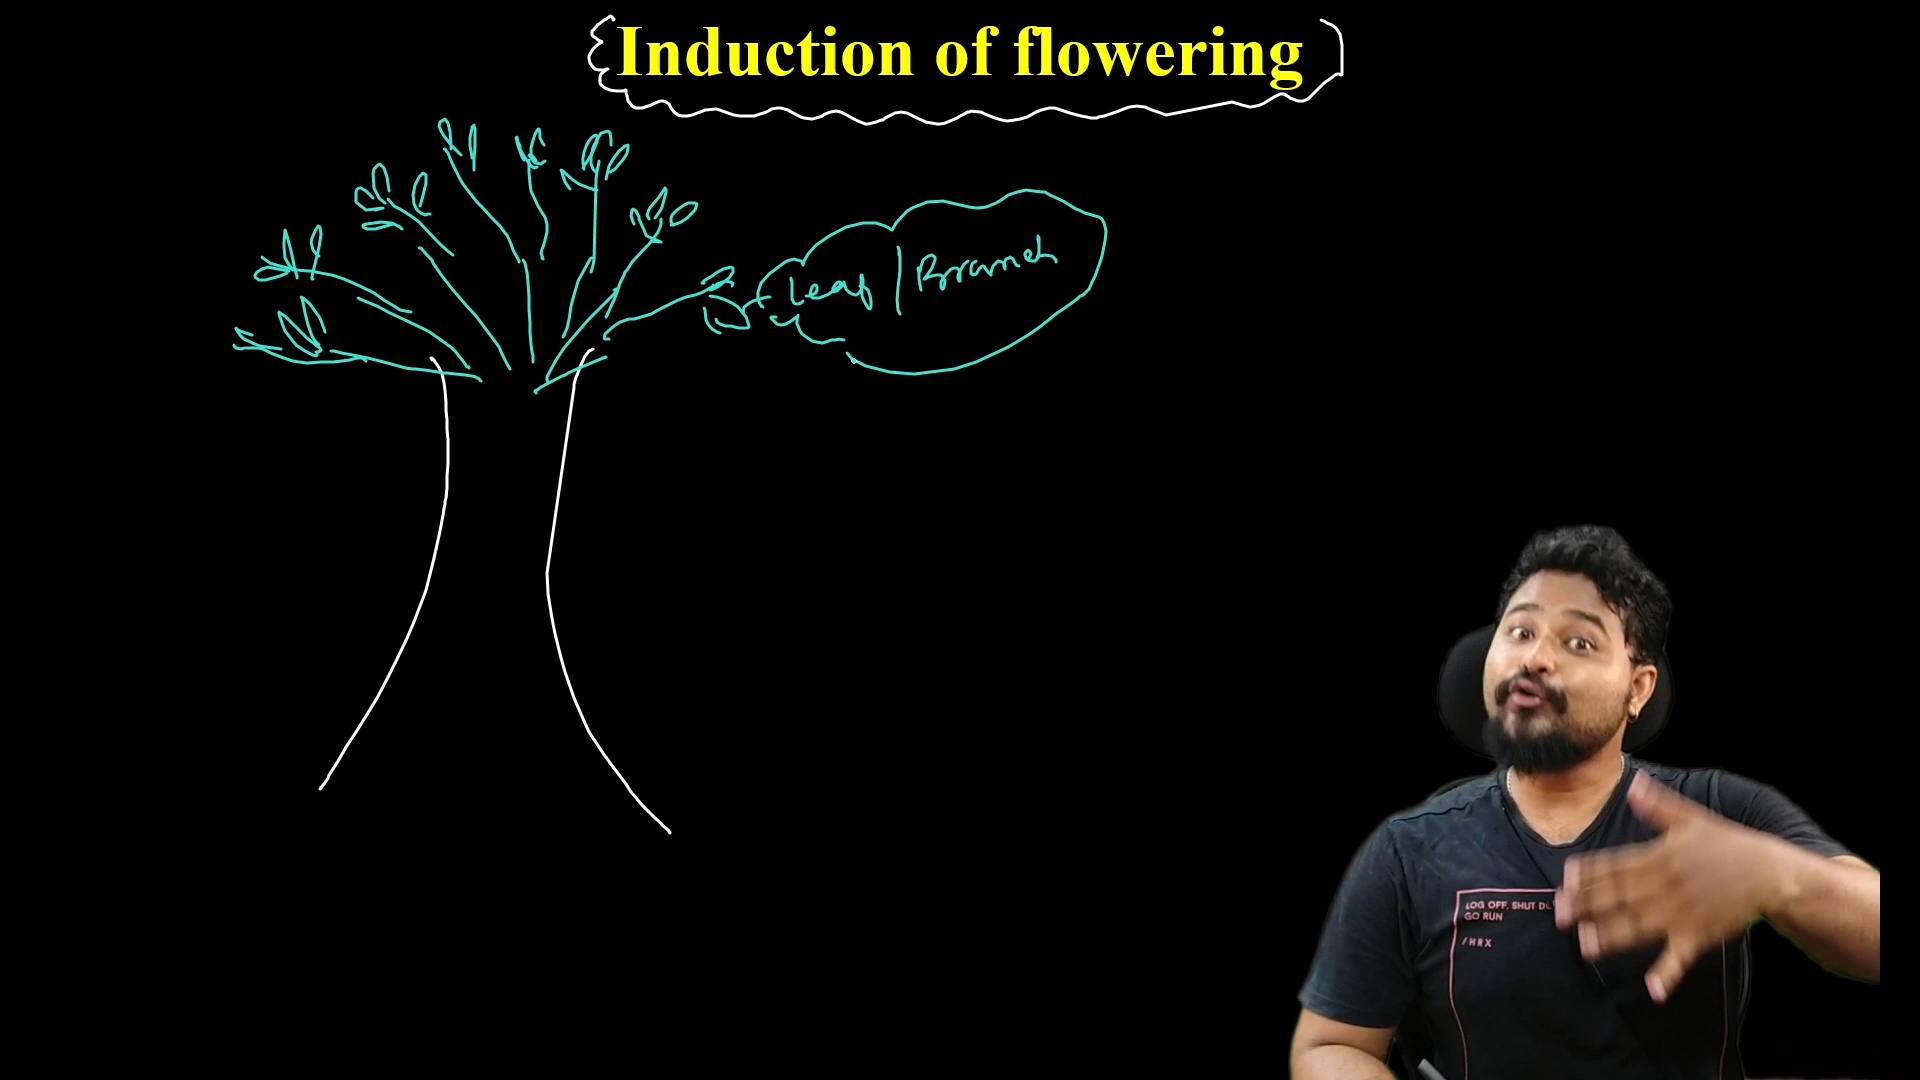 Induction of flowering
Leaf | Branch
LOG OFF. SHUT
GO RUN
/HRX